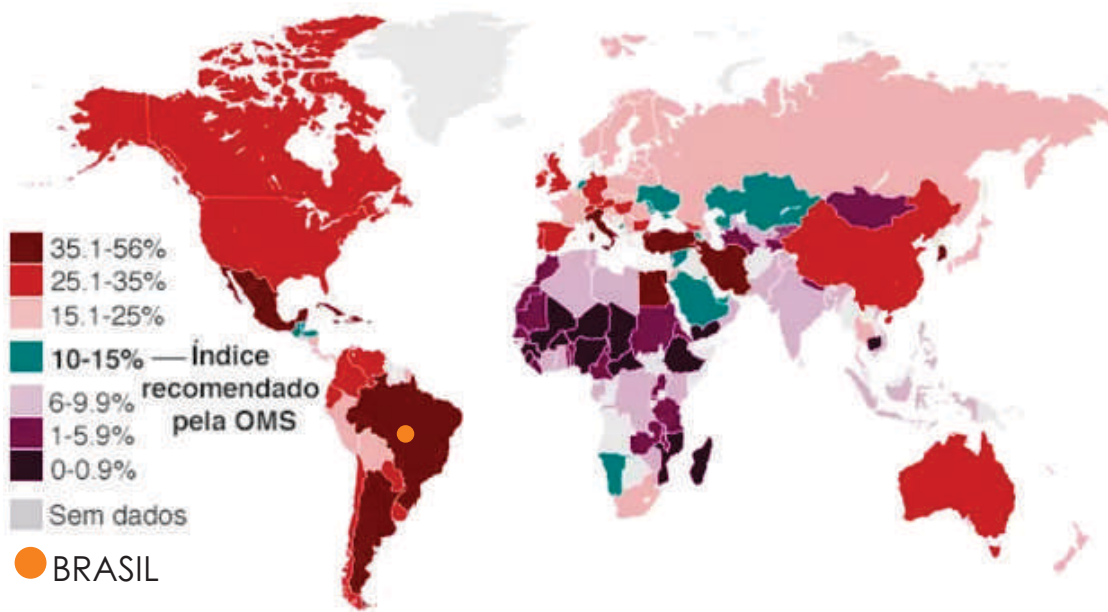 35.1-56%
25.1-35%
15.1-25%
10-15% — Índice
recomendado
pela OMS
6-9.9%
1-5.9%
0-0.9%
Sem dados
BRASIL